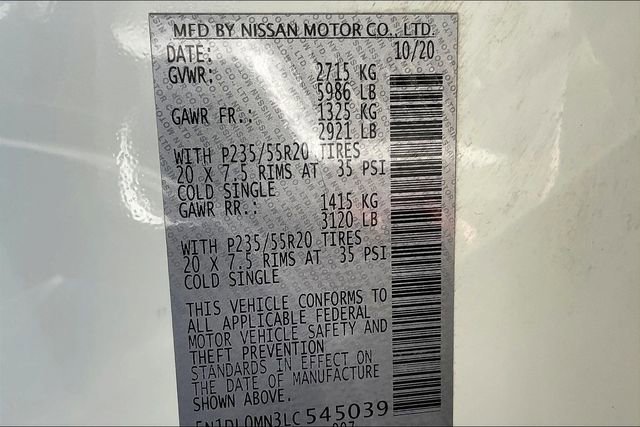 MFD BY NISSAN MOTOR CO., LTD.
DATE: 10/20
GVWR: 2715 KG
5986 LB
GAWR FR.: 1325 KG
2921 LB
WITH P235/55R20 TIRES
20 X 7.5 RIMS AT 35 PSI
COLD SINGLE
GAWR RR.: 1415 KG
3120 LB
WITH P235/55R20 TIRES
20 X 7.5 RIMS AT 35 PSI
COLD SINGLE
THIS VEHICLE CONFORMS TO
ALL APPLICABLE FEDERAL
MOTOR VEHICLE SAFETY AND
THEFT PREVENTION
STANDARDS IN EFFECT ON
THE DATE OF MANUFACTURE
SHOWN ABOVE.
5N1DL0MN3LC545039